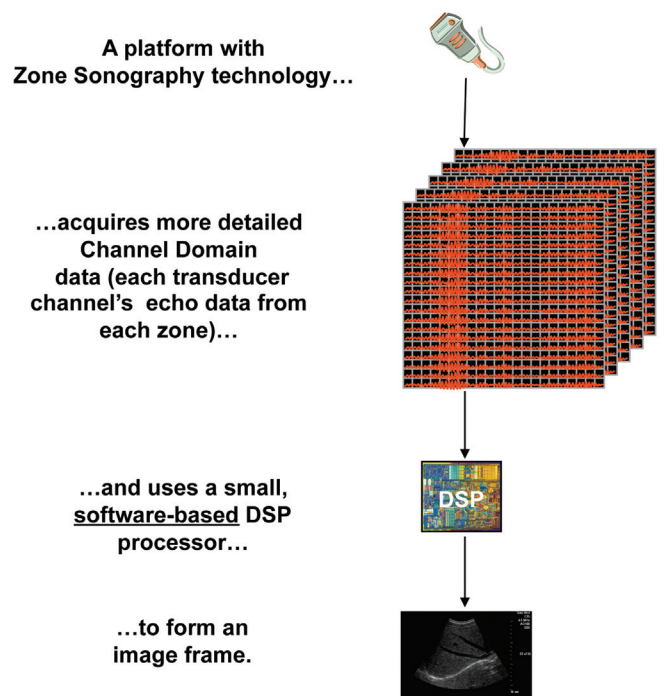 A platform with
Zone Sonography technology…
…acquires more detailed
Channel Domain
data (each transducer
channel's echo data from
each zone)…
…and uses a small,
software-based DSP
processor…
DSP
…to form an
image frame.